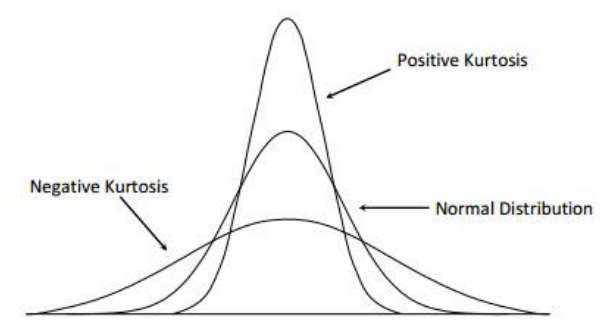 Positive Kurtosis
Negative Kurtosis
Normal Distribution